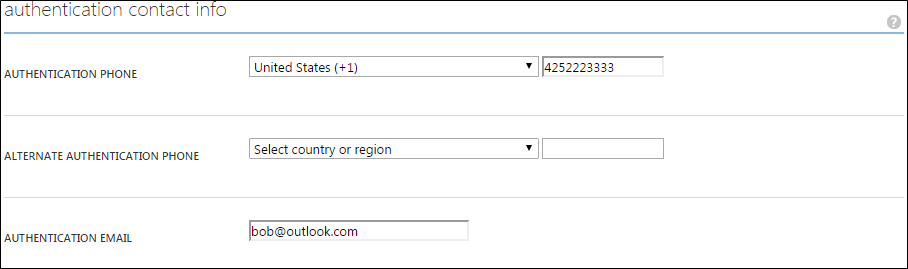 authentication contact info
?
AUTHENTICATION PHONE United States (+1) 4252223333
ALTERNATE AUTHENTICATION PHONE Select country or region
AUTHENTICATION EMAIL bob@outlook.com